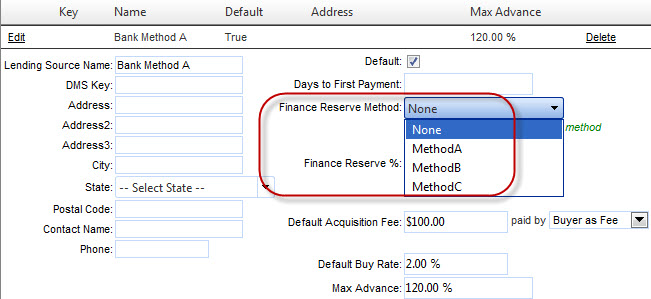 Key Name Default Address Max Advance
Edit Bank Method A True 120.00 % Delete
Lending Source Name: Bank Method A Default:
DMS Key: Days to First Payment:
Address: Finance Reserve Method: None
Address2: None method
Address3: MethodA
City: Finance Reserve %: MethodB
State: -- Select State -- MethodC
Postal Code:
Contact Name: Default Acquisition Fee: $100.00 paid by Buyer as Fee
Phone:
Default Buy Rate: 2.00 %
Max Advance: 120.00 %